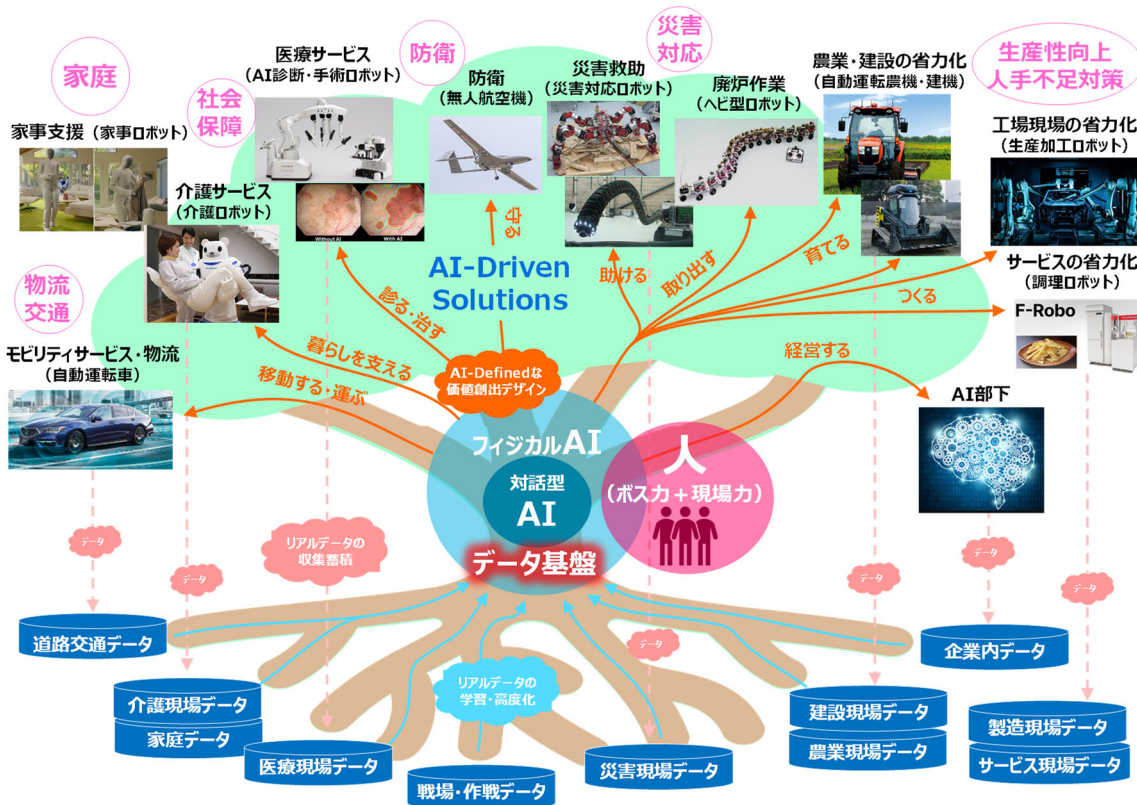 家庭
社会
保障
防衛
災害
対応
生産性向上
人手不足対策
物流
交通
医療サービス
(AI診断・手術ロボット)
防衛
(無人航空機)
災害救助
(災害対応ロボット)
廃炉作業
(ヘビ型ロボット)
農業・建設の省力化
(自動運転農機・建機)
工場現場の省力化
(生産加工ロボット)
家事支援 (家事ロボット)
介護サービス
(介護ロボット)
Without AI
With AI
サービスの省力化
(調理ロボット)
F-Robo
モビリティサービス・物流
(自動運転車)
AI-Driven
Solutions
守る
助ける
取り出す
育てる
つくる
診る・治す
暮らしを支える
移動する・運ぶ
経営する
AI-Definedな
価値創出デザイン
AI部下
フィジカルAI
対話型
AI
データ基盤
人
(ボス力+現場力)
データ
データ
リアルデータの
収集蓄積
データ
データ
データ
データ
リアルデータの
学習・高度化
道路交通データ
介護現場データ
家庭データ
医療現場データ
戦場・作戦データ
災害現場データ
建設現場データ
農業現場データ
企業内データ
製造現場データ
サービス現場データ